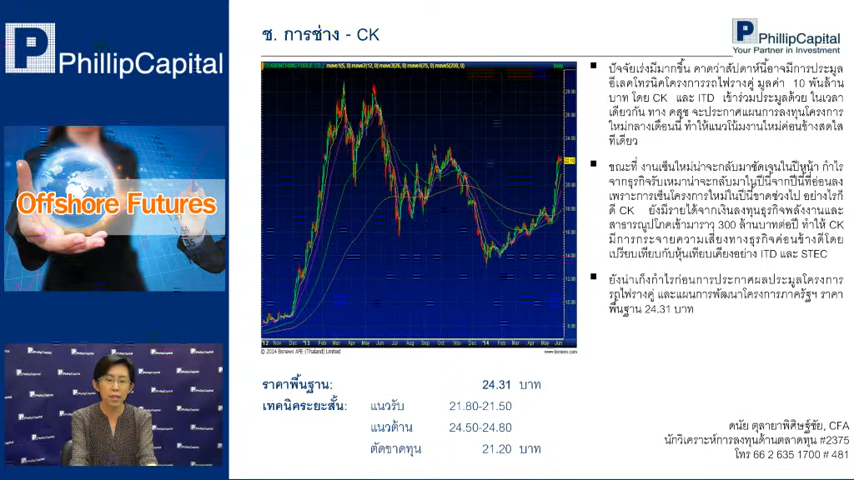 PhillipCapital
Offshore Futures
ช. การช่าง - CK
PhillipCapital
Your Partner in Investment
ปัจจัยเร่งมีมากขึ้น คาดว่าสัปดาห์นี้อาจมีการประมูล
อีเลคโทรนิคโครงการรถไฟรางคู่ มูลค่า 10 พันล้าน
บาท โดย CK และ ITD เข้าร่วมประมูลด้วย ในเวลา
เดียวกัน ทาง คสช จะประกาศแผนการลงทุนโครงการ
ใหม่กลางเดือนนี้ ทำให้แนวโน้มงานใหม่ค่อนข้างสดใส
ทีเดียว
ขณะที่ งานเซ็นใหม่น่าจะกลับมาชัดเจนในปีหน้า กำไร
จากธุรกิจรับเหมาน่าจะกลับมาในปีนี้จากปีนี้ที่อ่อนลง
เพราะการเซ็นโครงการใหม่ในปีนี้ขาดช่วงไป อย่างไรก็
ดี CK ยังมีรายได้จากเงินลงทุนธุรกิจพลังงานและ
สาธารณูปโภคเข้ามาราว 300 ล้านบาทต่อปี ทำให้ CK
มีการกระจายความเสี่ยงทางธุรกิจค่อนข้างดีโดย
เปรียบเทียบกับหุ้นเทียบเคียงอย่าง ITD และ STEC
ยังน่าเก็งกำไรก่อนการประกาศผลประมูลโครงการ
รถไฟรางคู่ และแผนการพัฒนาโครงการภาครัฐฯ ราคา
พื้นฐาน 24.31 บาท
© 2014 Bisnews AFE (Thailand) Limited
www.bisnews.com
ราคาพื้นฐาน: 24.31 บาท
เทคนิคระยะสั้น: แนวรับ 21.80-21.50
แนวต้าน 24.50-24.80
ตัดขาดทุน 21.20 บาท
ดนัย ตุลายาพิศิษฐ์ชัย, CFA
นักวิเคราะห์การลงทุนด้านตลาดทุน #2375
โทร 66 2 635 1700 # 481